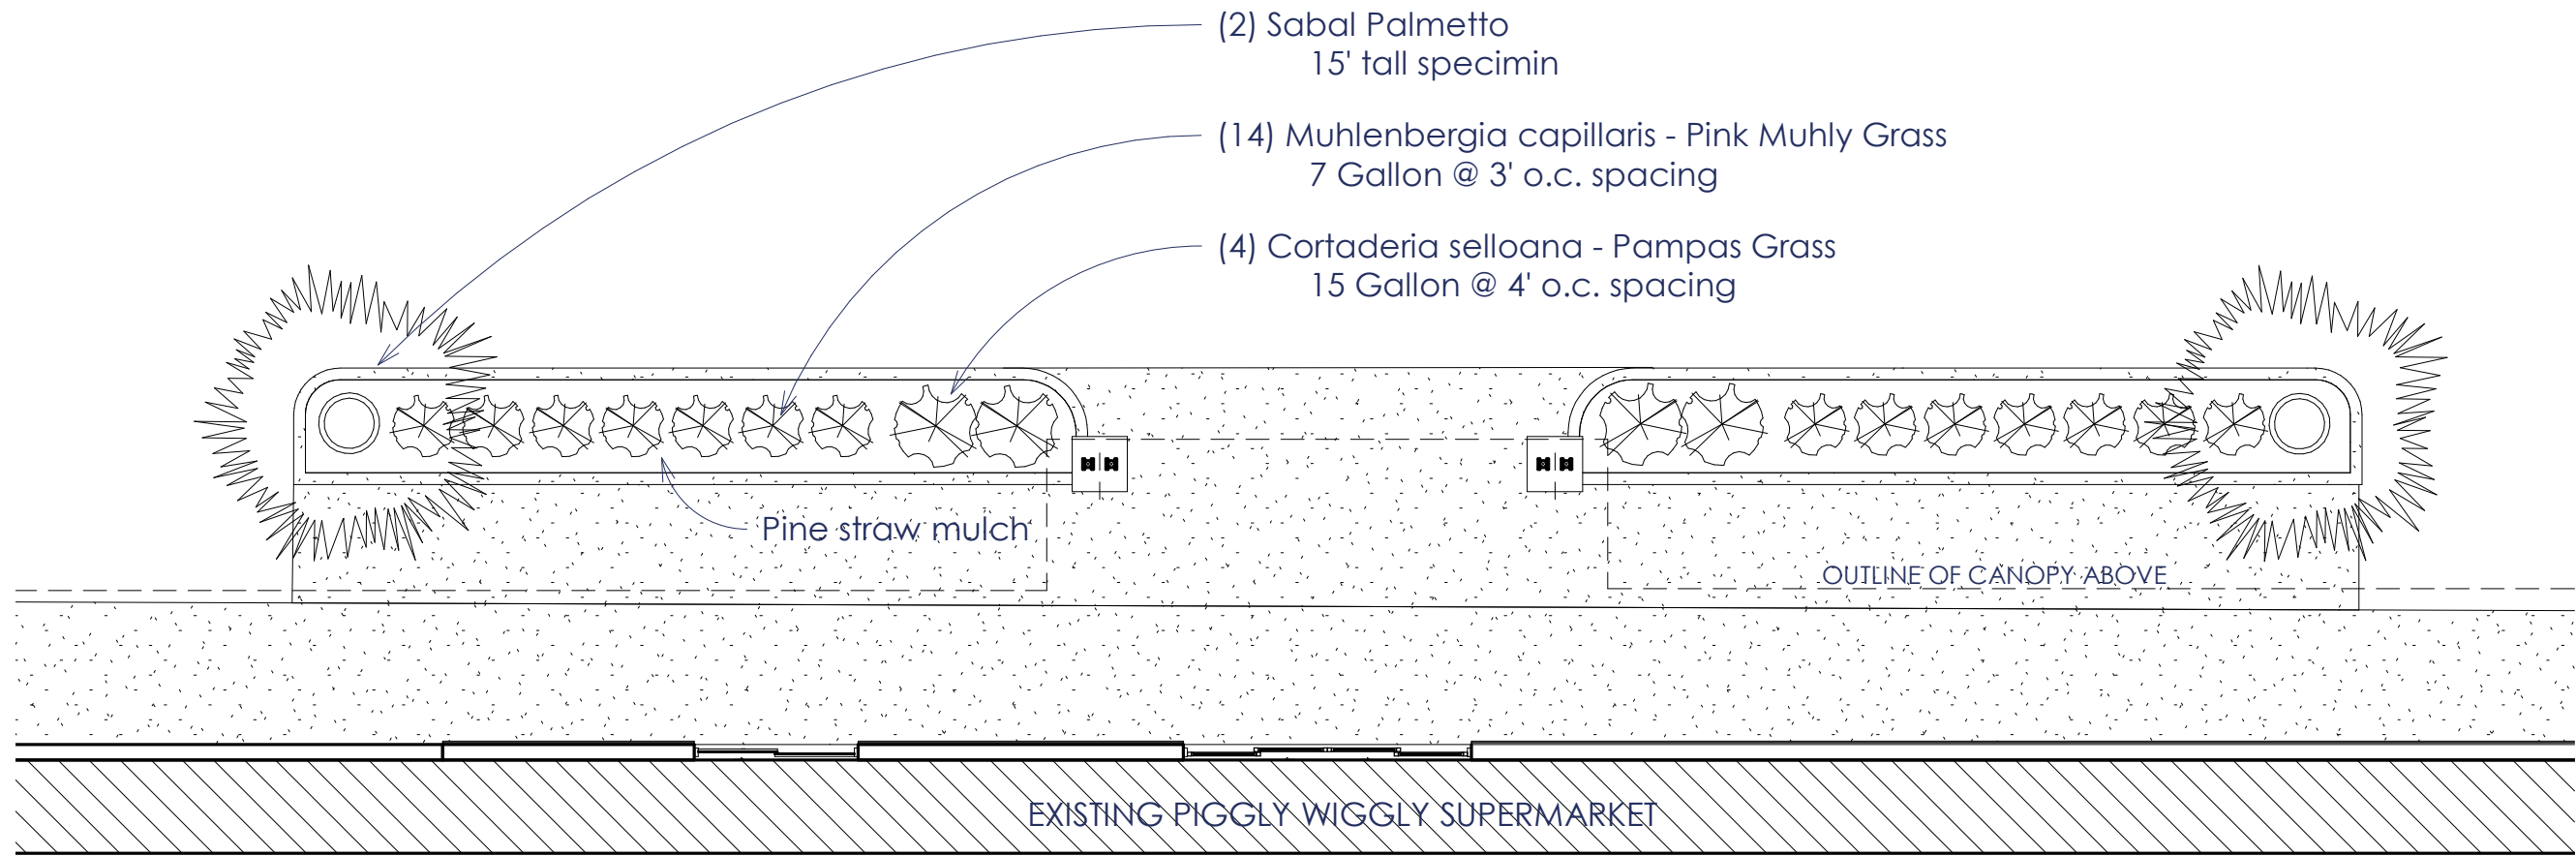 (2) Sabal Palmetto
15' tall specimin
(14) Muhlenbergia capillaris - Pink Muhly Grass
7 Gallon @ 3' o.c. spacing
(4) Cortaderia selloana - Pampas Grass
15 Gallon @ 4' o.c. spacing
Pine straw mulch
OUTLINE OF CANOPY ABOVE
EXISTING PIGGLY WIGGLY SUPERMARKET